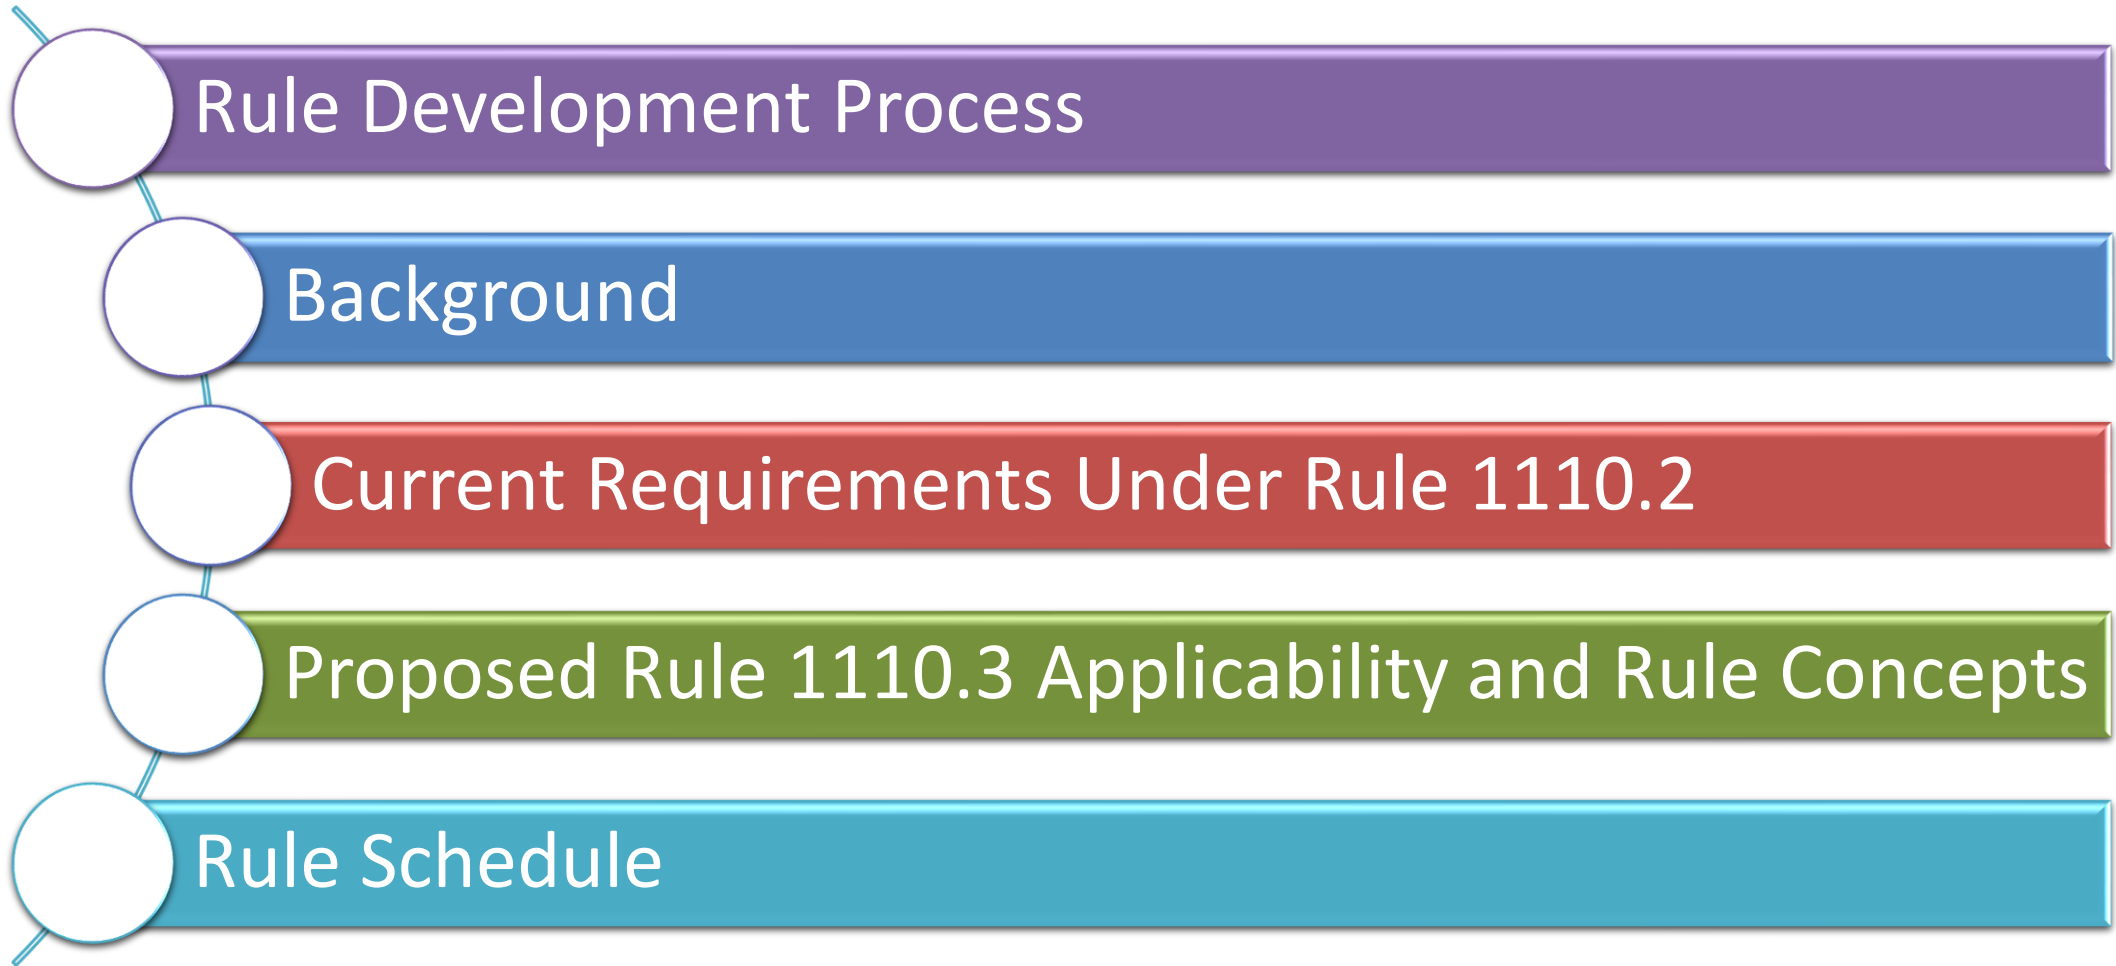 Rule Development Process
Background
Current Requirements Under Rule 1110.2
Proposed Rule 1110.3 Applicability and Rule Concepts
Rule Schedule